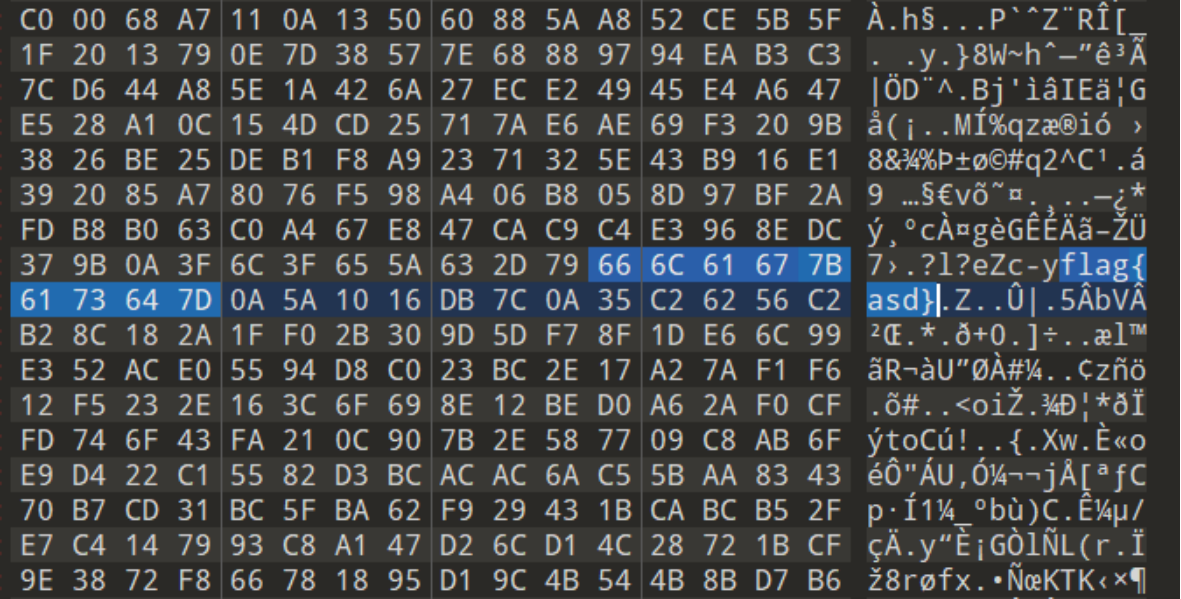 C0 00 68 A7 11 0A 13 50 60 88 5A A8 52 CE 5B 5F À.h§...P`ˆZ¨RÎ[_
1F 20 13 79 0E 7D 38 57 7E 68 88 97 94 EA B3 C3 . .y.}8W~hˆ—”ê³Ã
7C D6 44 A8 5E 1A 42 6A 27 EC E2 49 45 E4 A6 47 |ÖD¨^.Bj'ìâIEä¦G
E5 28 A1 0C 15 4D CD 25 71 7A E6 AE 69 F3 20 9B å(¡..MÍ%qzæ®ió ›
38 26 BE 25 DE B1 F8 A9 23 71 32 5E 43 B9 16 E1 8&¾%Þ±ø©#q2^C¹.á
39 20 85 A7 80 76 F5 98 A4 06 B8 05 8D 97 BF 2A 9 …§€võ˜¤.¸..—¿*
FD B8 B0 63 C0 A4 67 E8 47 CA C9 C4 E3 96 8E DC ý¸°cÀ¤gèGÊÉÄã–ŽÜ
37 9B 0A 3F 6C 3F 65 5A 63 2D 79 66 6C 61 67 7B 7›.?l?eZc-yflag{
61 73 64 7D 0A 5A 10 16 DB 7C 0A 35 C2 62 56 C2 asd}.Z..Û|.5ÂbVÂ
B2 8C 18 2A 1F F0 2B 30 9D 5D F7 8F 1D E6 6C 99 ²Œ.*.ð+0.]÷..æl™
E3 52 AC E0 55 94 D8 C0 23 BC 2E 17 A2 7A F1 F6 ãR¬àU”ØÀ#¼..¢zñö
12 F5 23 2E 16 3C 6F 69 8E 12 BE D0 A6 2A F0 CF .õ#..<oiŽ.¾Ð¦*ðÏ
FD 74 6F 43 FA 21 0C 90 7B 2E 58 77 09 C8 AB 6F ýtoCú!..{.Xw.È«o
E9 D4 22 C1 55 82 D3 BC AC AC 6A C5 5B AA 83 43 éÔ"ÁU‚Ó¼¬¬jÅ[ªƒC
70 B7 CD 31 BC 5F BA 62 F9 29 43 1B CA BC B5 2F p·Í1¼_ºbù)C.Ê¼µ/
E7 C4 14 79 93 C8 A1 47 D2 6C D1 4C 28 72 1B CF çÄ.y“È¡GÒlÑL(r.Ï
9E 38 72 F8 66 78 18 95 D1 9C 4B 54 4B 8B D7 B6 ž8røfx.•ÑœKTK‹×¶